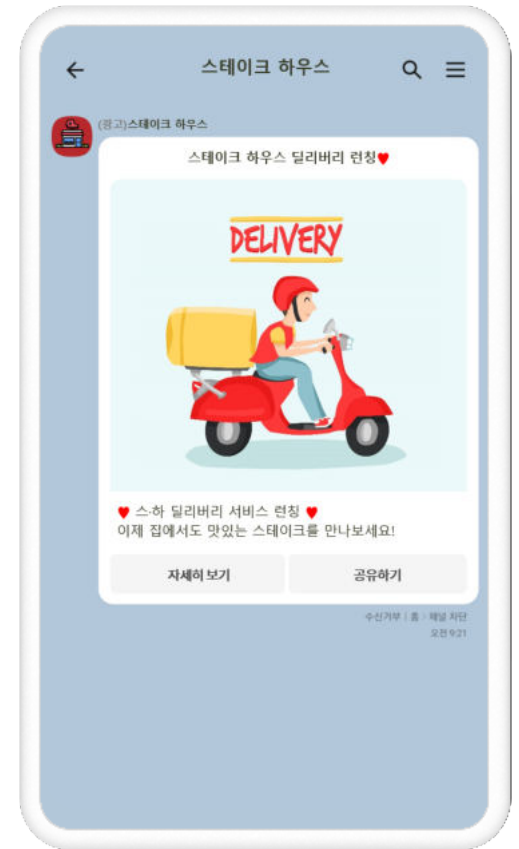 스테이크 하우스
(광고)스테이크 하우스
스테이크 하우스 딜리버리 런칭♥
DELIVERY
♥ 스·하 딜리버리 서비스 런칭 ♥
이제 집에서도 맛있는 스테이크를 만나보세요!
자세히 보기
공유하기
수신거부 | 홈 > 채널 차단
오전 9:21